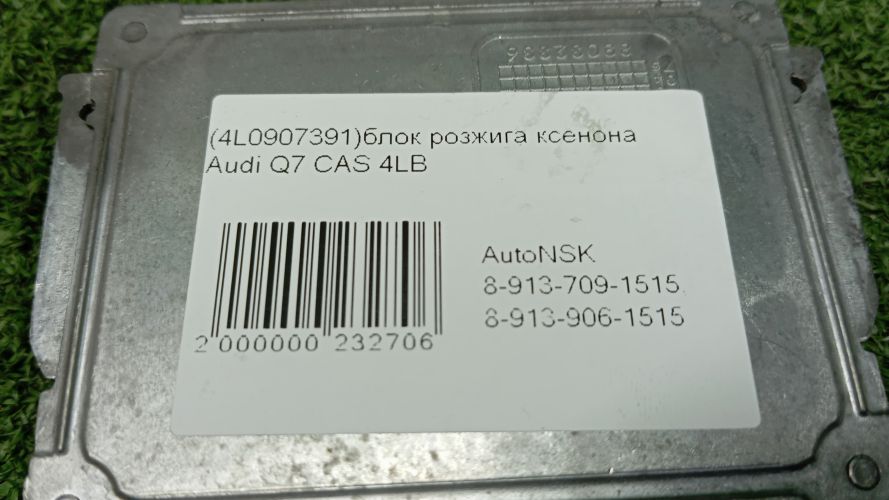 (4L0907391)блок розжига ксенона
Audi Q7 CAS 4LB
AutoNSK
8-913-709-1515
8-913-906-1515
2 000000 232706